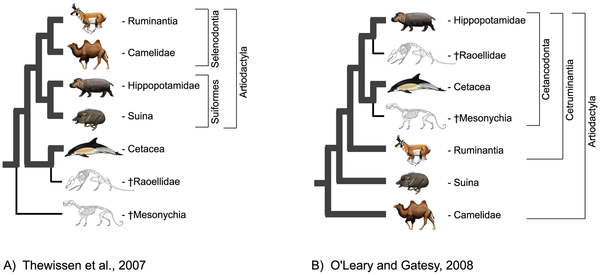 - Ruminantia
- Camelidae
- Hippopotamidae
- Suina
- Cetacea
- †Raoellidae
- †Mesonychia
Selenodontia
Suiformes
Artiodactyla
A) Thewissen et al., 2007
- Hippopotamidae
- †Raoellidae
- Cetacea
- †Mesonychia
- Ruminantia
- Suina
- Camelidae
Cetancodonta
Cetruminantia
Artiodactyla
B) O'Leary and Gatesy, 2008